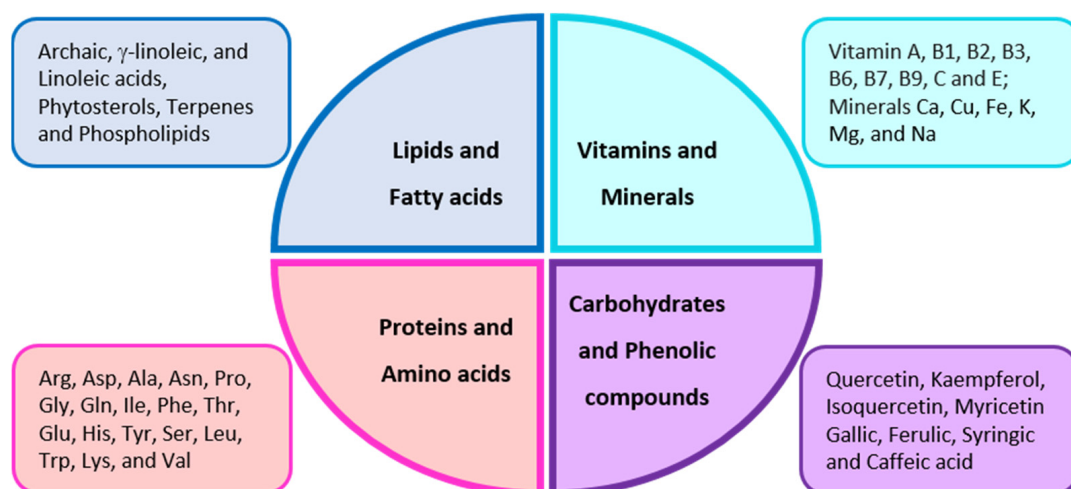 Archaic, γ-linoleic, and
Linoleic acids,
Phytosterols, Terpenes
and Phospholipids
Lipids and
Fatty acids
Vitamins and
Minerals
Vitamin A, B1, B2, B3,
B6, B7, B9, C and E;
Minerals Ca, Cu, Fe, K,
Mg, and Na
Arg, Asp, Ala, Asn, Pro,
Gly, Gln, Ile, Phe, Thr,
Glu, His, Tyr, Ser, Leu,
Trp, Lys, and Val
Proteins and
Amino acids
Carbohydrates
and Phenolic
compounds
Quercetin, Kaempferol,
Isoquercetin, Myricetin
Gallic, Ferulic, Syringic
and Caffeic acid